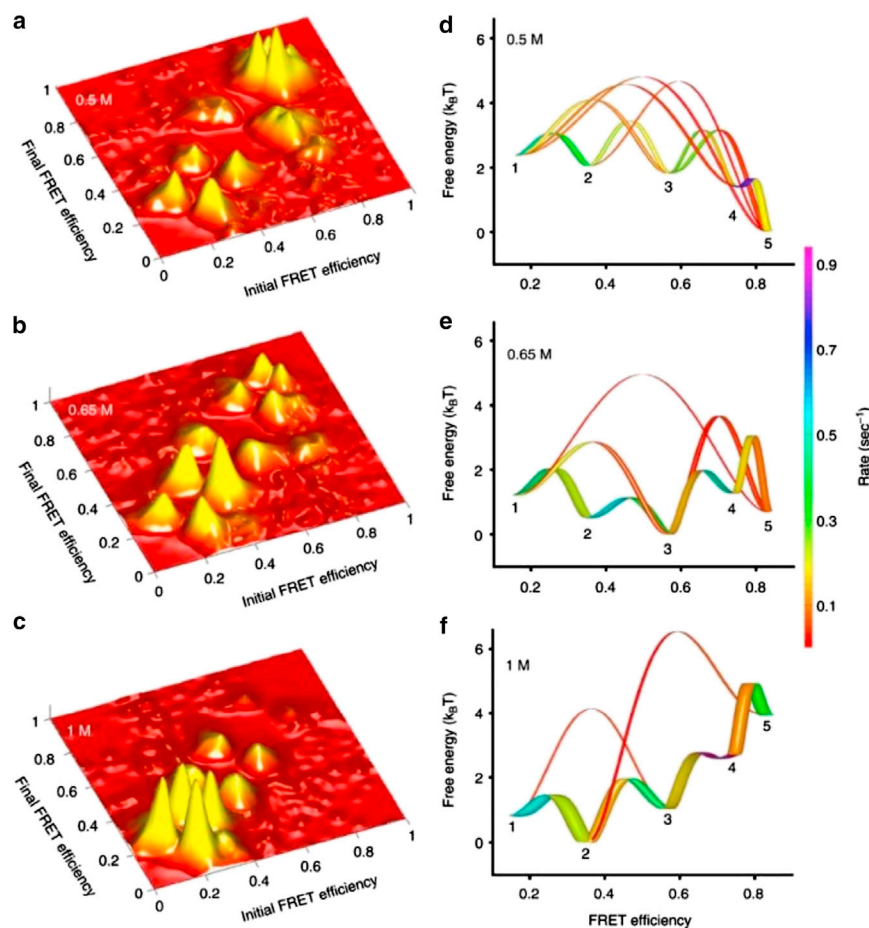 a
0.5 M
Final FRET efficiency
1
0.8
0.6
0.4
0.2
0
0
0.2
0.4
0.6
0.8
1
Initial FRET efficiency
b
0.65 M
Final FRET efficiency
1
0.8
0.6
0.4
0.2
0
0
0.2
0.4
0.6
0.8
1
Initial FRET efficiency
c
1 M
Final FRET efficiency
1
0.8
0.6
0.4
0.2
0
0
0.2
0.4
0.6
0.8
1
Initial FRET efficiency
d
0.5 M
Free energy (kBT)
6
4
2
0
1
2
3
4
5
0.2 0.4 0.6 0.8
e
0.65 M
Free energy (kBT)
6
4
2
0
1
2
3
4
5
0.2 0.4 0.6 0.8
f
1 M
Free energy (kBT)
6
4
2
0
1
2
3
4
5
0.2 0.4 0.6 0.8
FRET efficiency
0.9
0.7
0.5
0.3
0.1
Rate (sec⁻¹)